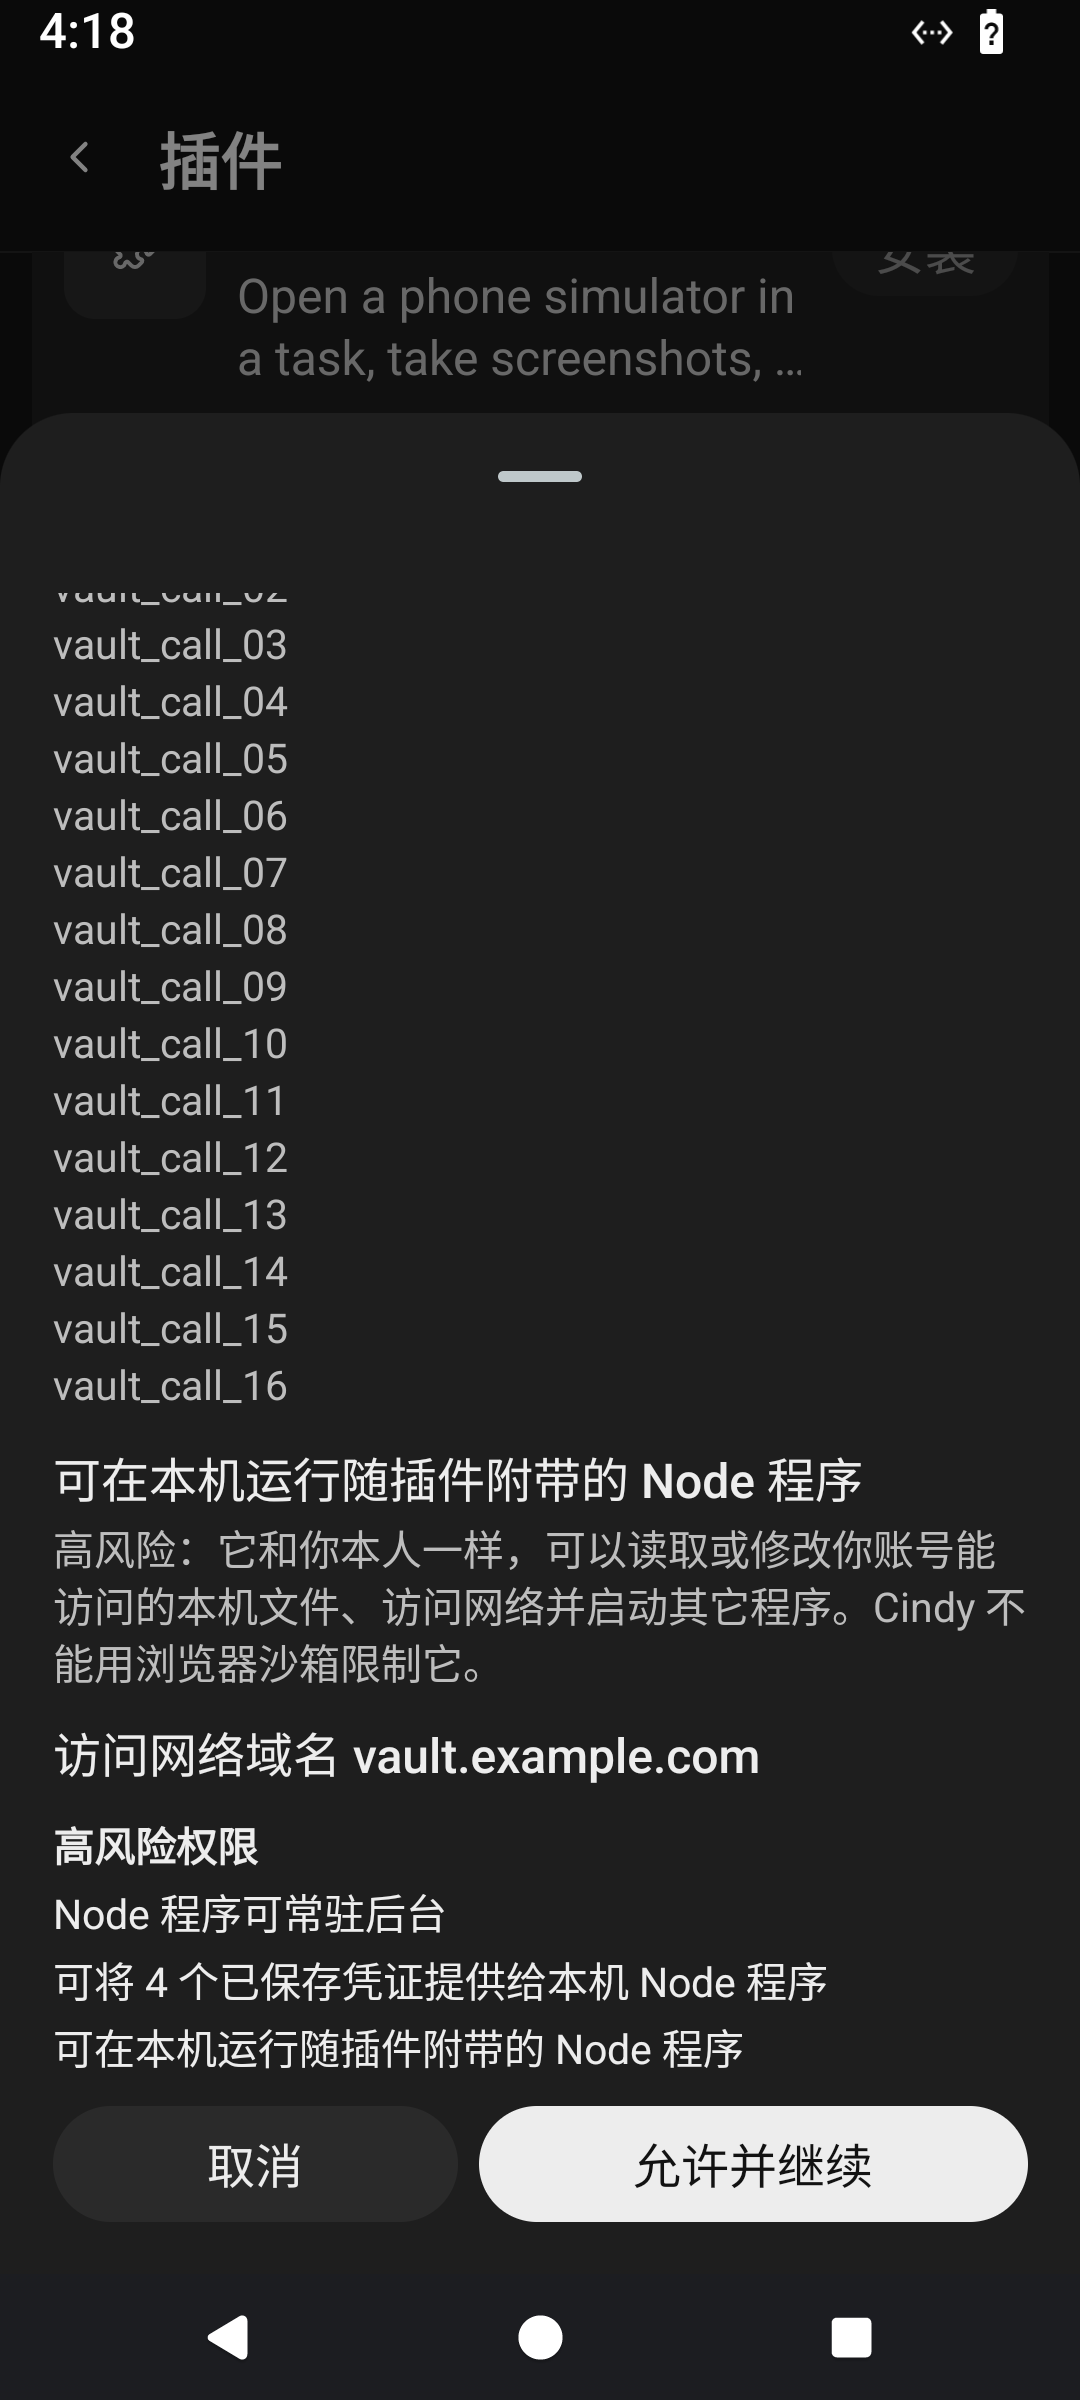 4:18
插件
安装
Open a phone simulator in
a task, take screenshots, …
vault_call_02
vault_call_03
vault_call_04
vault_call_05
vault_call_06
vault_call_07
vault_call_08
vault_call_09
vault_call_10
vault_call_11
vault_call_12
vault_call_13
vault_call_14
vault_call_15
vault_call_16
可在本机运行随插件附带的 Node 程序
高风险：它和你本人一样，可以读取或修改你账号能
访问的本机文件、访问网络并启动其它程序。Cindy 不
能用浏览器沙箱限制它。
访问网络域名 vault.example.com
高风险权限
Node 程序可常驻后台
可将 4 个已保存凭证提供给本机 Node 程序
可在本机运行随插件附带的 Node 程序
取消
允许并继续